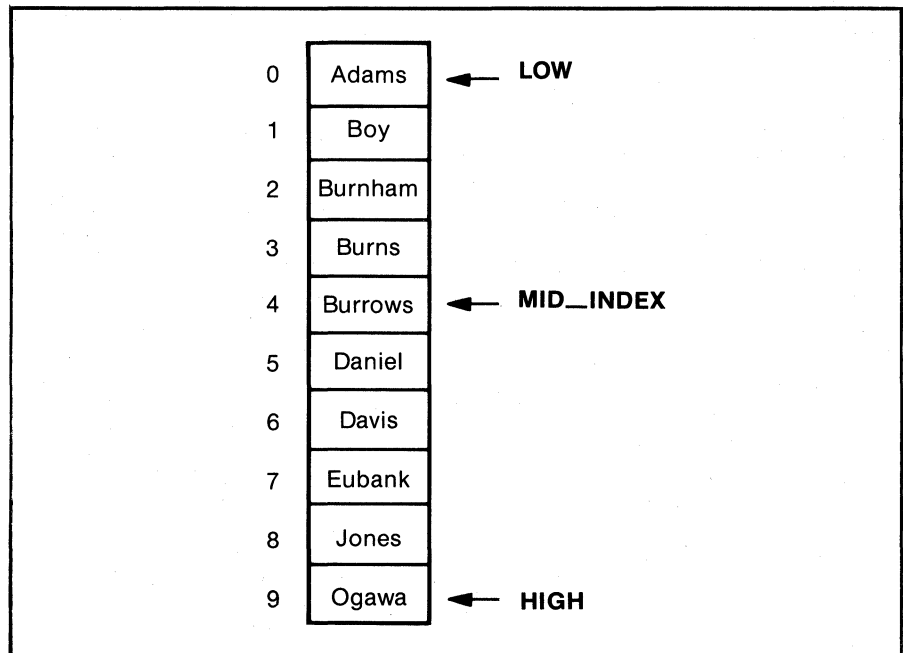 0 Adams LOW
1 Boy
2 Burnham
3 Burns
4 Burrows MID_INDEX
5 Daniel
6 Davis
7 Eubank
8 Jones
9 Ogawa HIGH